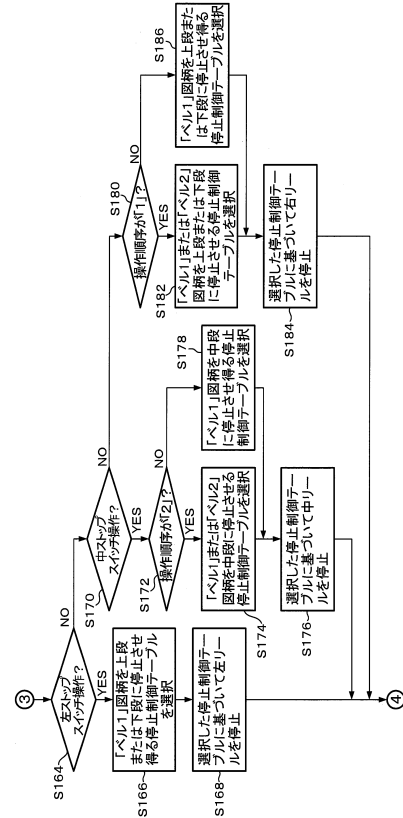 ③
左ストップ
スイッチ操作？
S164
YES
NO
「ベル1」図柄を上段
または下段に停止させ
得る停止制御テーブル
を選択
S166
選択した停止制御テー
ブルに基づいて左リー
ルを停止
S168
中ストップ
スイッチ操作？
S170
YES
NO
操作順序が「2」？
S172
YES
NO
「ベル1」または「ベル2」
図柄を中段に停止させる
停止制御テーブルを選択
S174
選択した停止制御テー
ブルに基づいて中リー
ルを停止
S176
「ベル1」図柄を中段
に停止させ得る停止
制御テーブルを選択
S178
操作順序が「1」？
S180
YES
NO
「ベル1」または「ベル2」
図柄を上段または下段
に停止させる停止制御
テーブルを選択
S182
選択した停止制御テー
ブルに基づいて右リー
ルを停止
S184
「ベル1」図柄を上段また
は下段に停止させ得る
停止制御テーブルを選択
S186
④